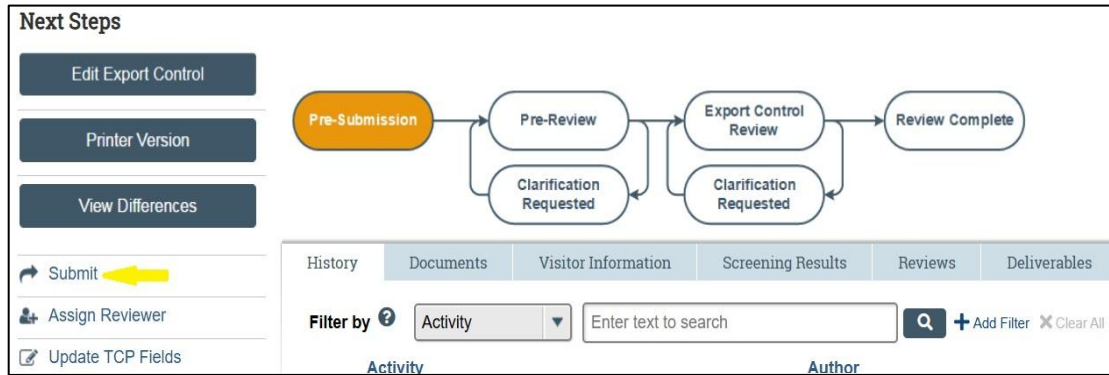 Next Steps
Edit Export Control
Printer Version
View Differences
Submit
Assign Reviewer
Update TCP Fields
Pre-Submission
Pre-Review
Export Control
Review
Review Complete
Clarification
Requested
Clarification
Requested
History Documents Visitor Information Screening Results Reviews Deliverables
Filter by ? Activity Enter text to search Add Filter Clear All
Activity Author